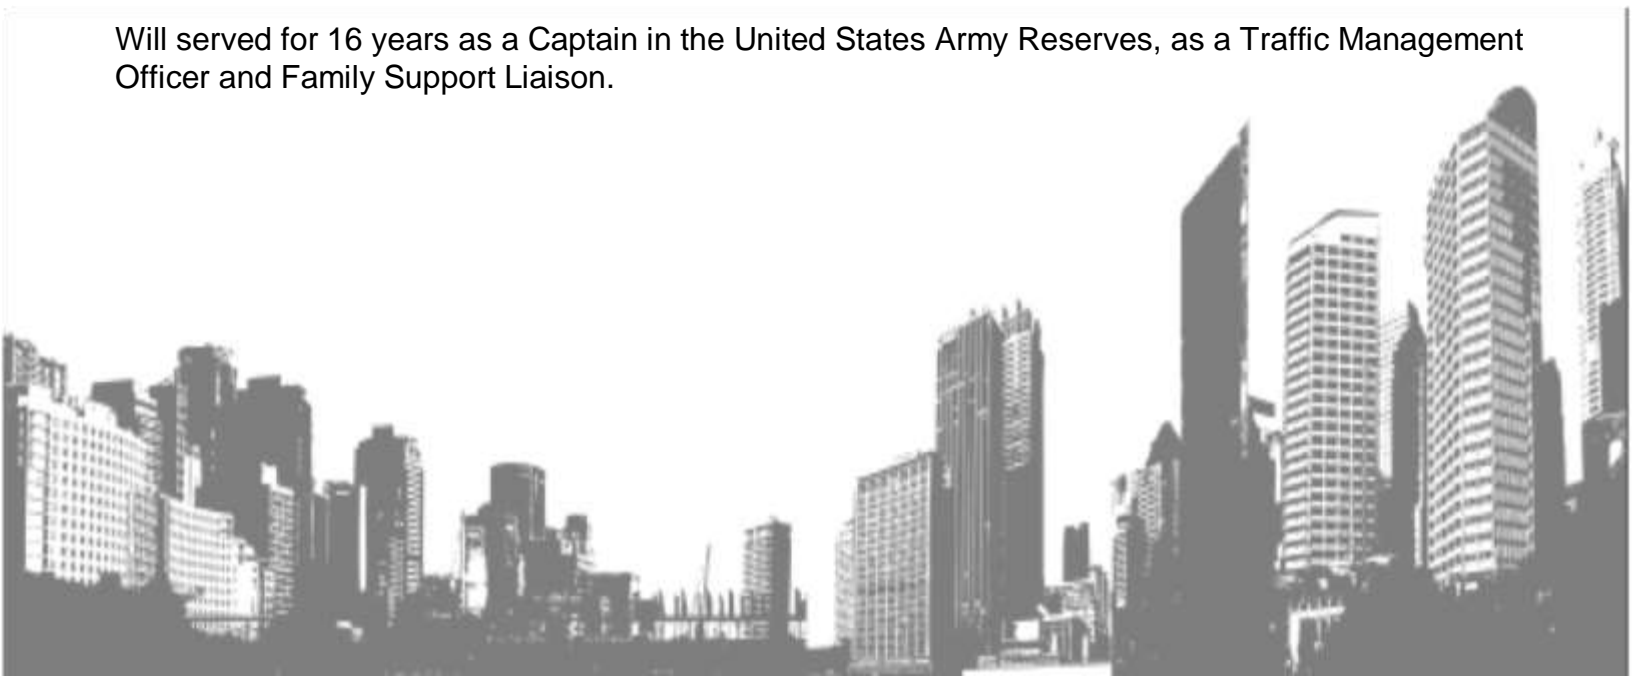 Will served for 16 years as a Captain in the United States Army Reserves, as a Traffic Management
Officer and Family Support Liaison.